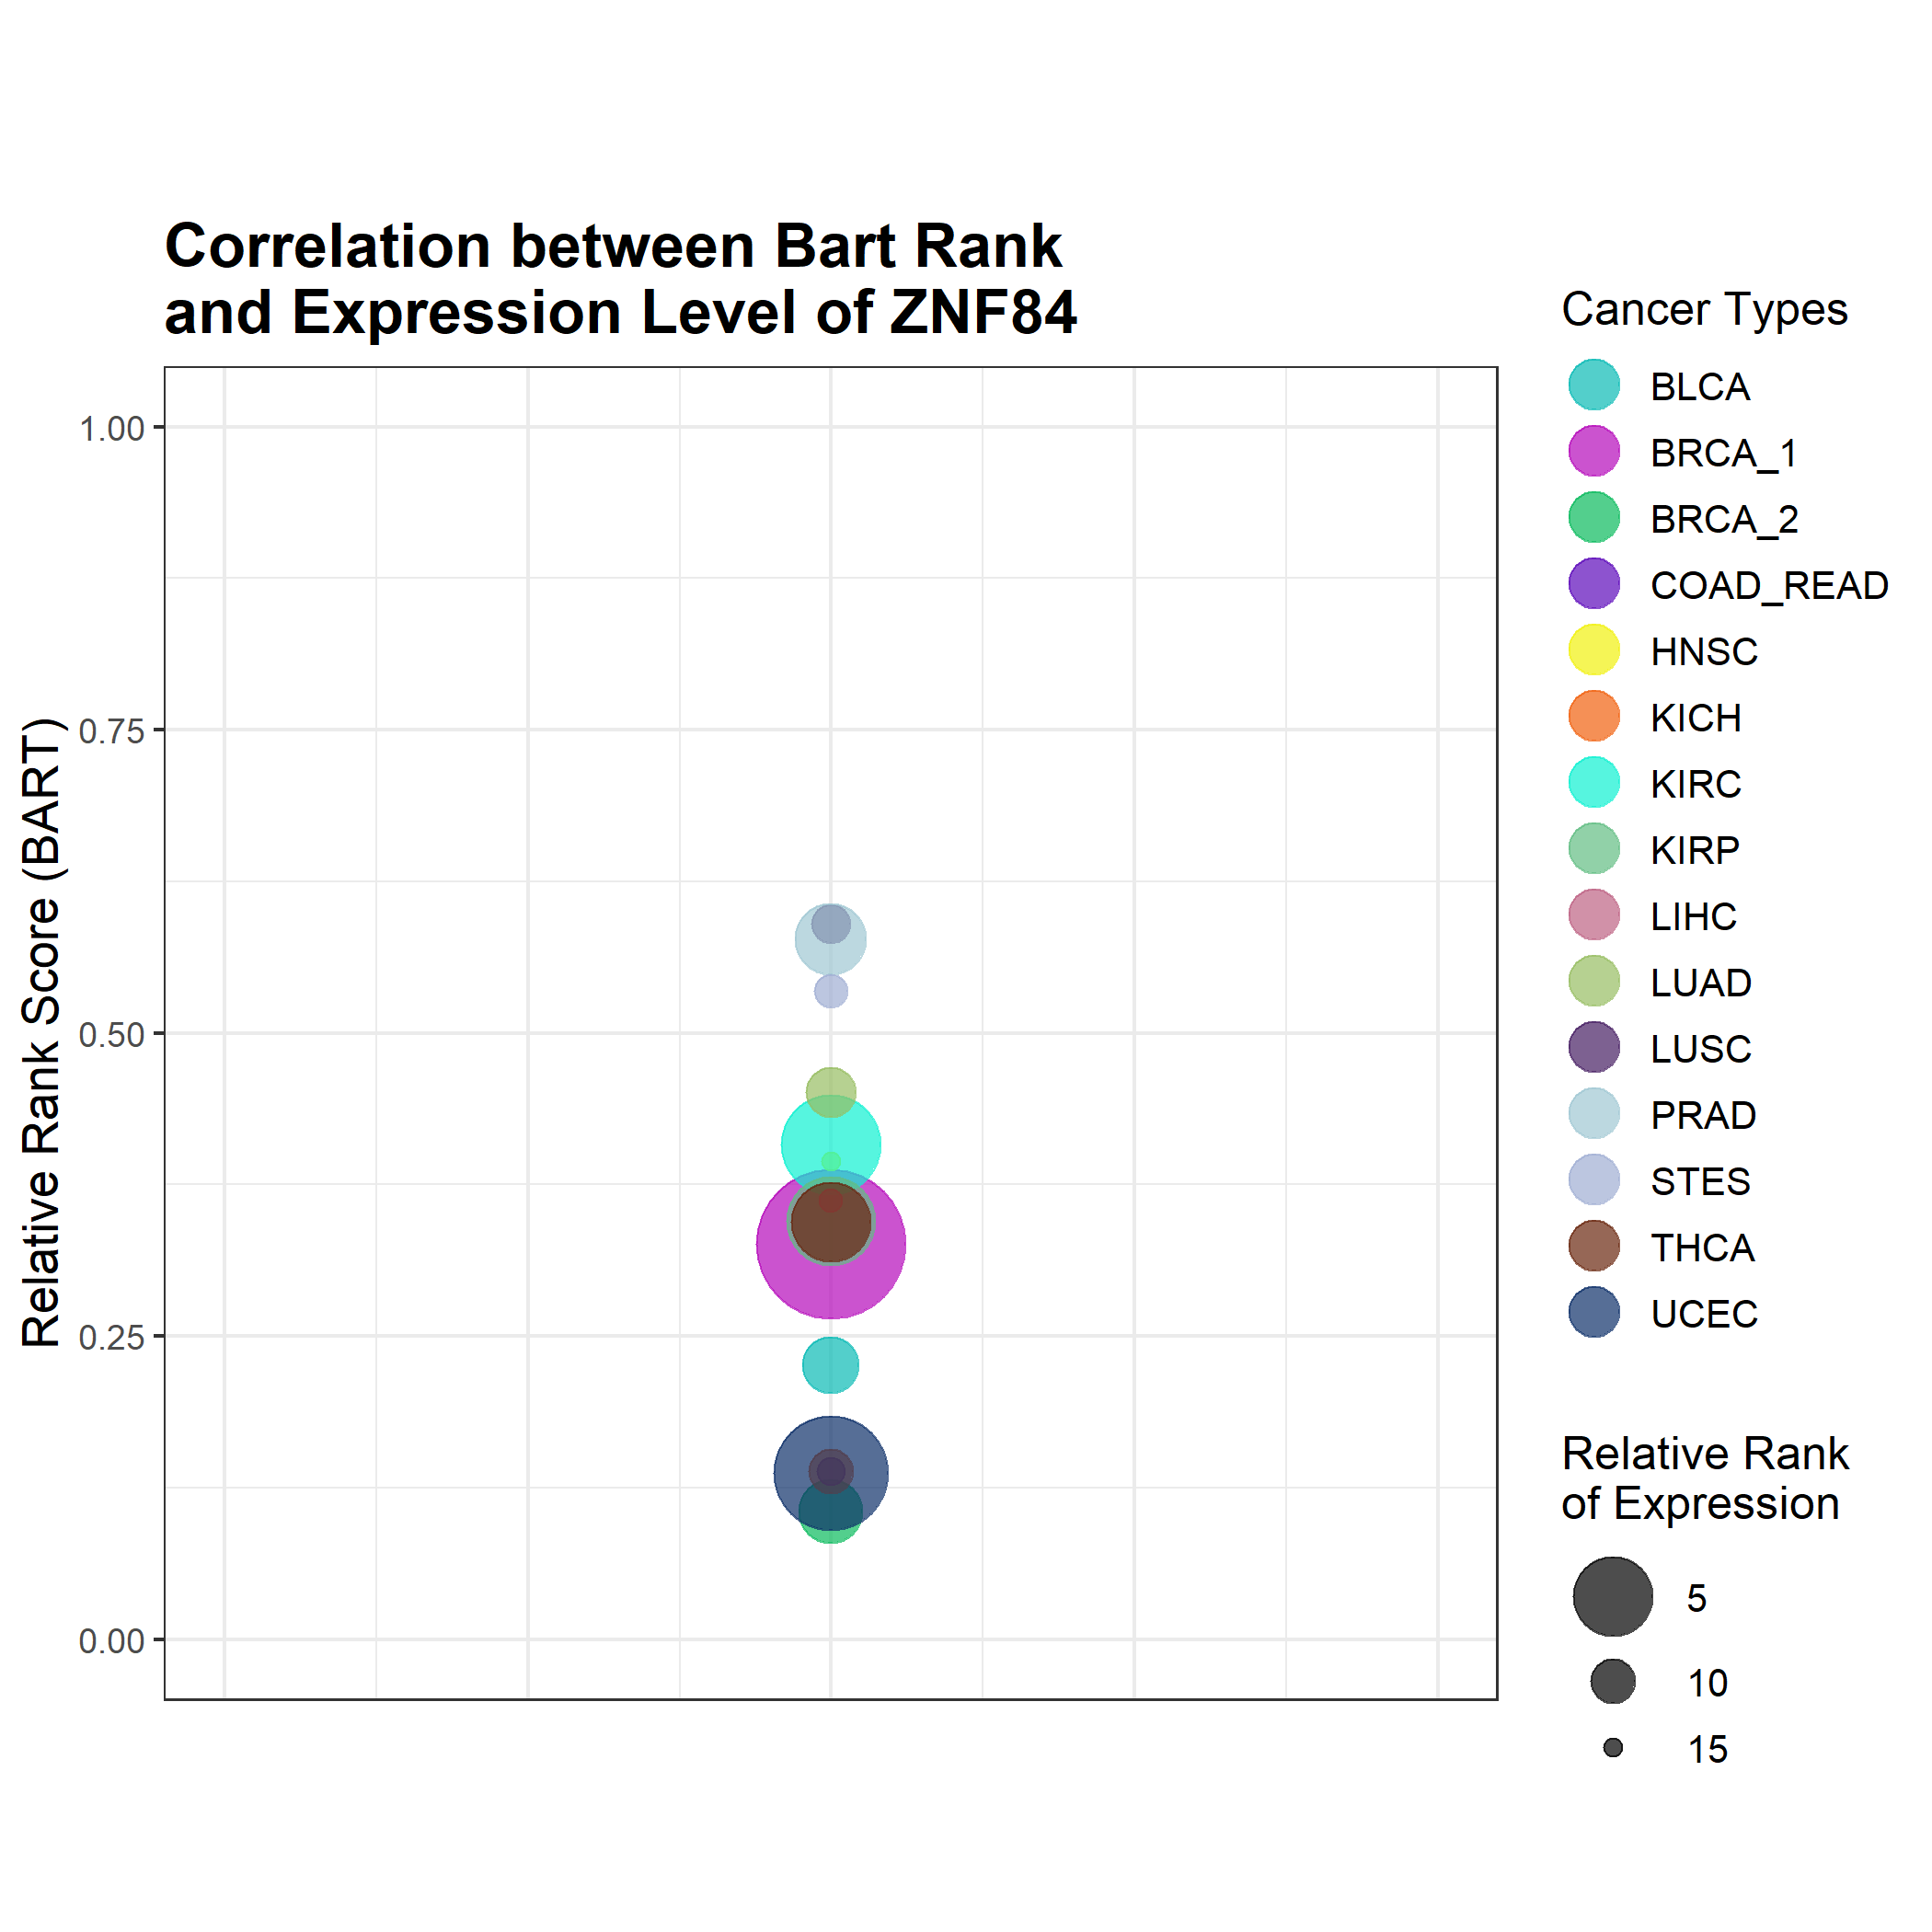 Correlation between Bart Rank
and Expression Level of ZNF84
Relative Rank Score (BART)
1.00
0.75
0.50
0.25
0.00
Cancer Types
BLCA
BRCA_1
BRCA_2
COAD_READ
HNSC
KICH
KIRC
KIRP
LIHC
LUAD
LUSC
PRAD
STES
THCA
UCEC
Relative Rank
of Expression
5
10
15